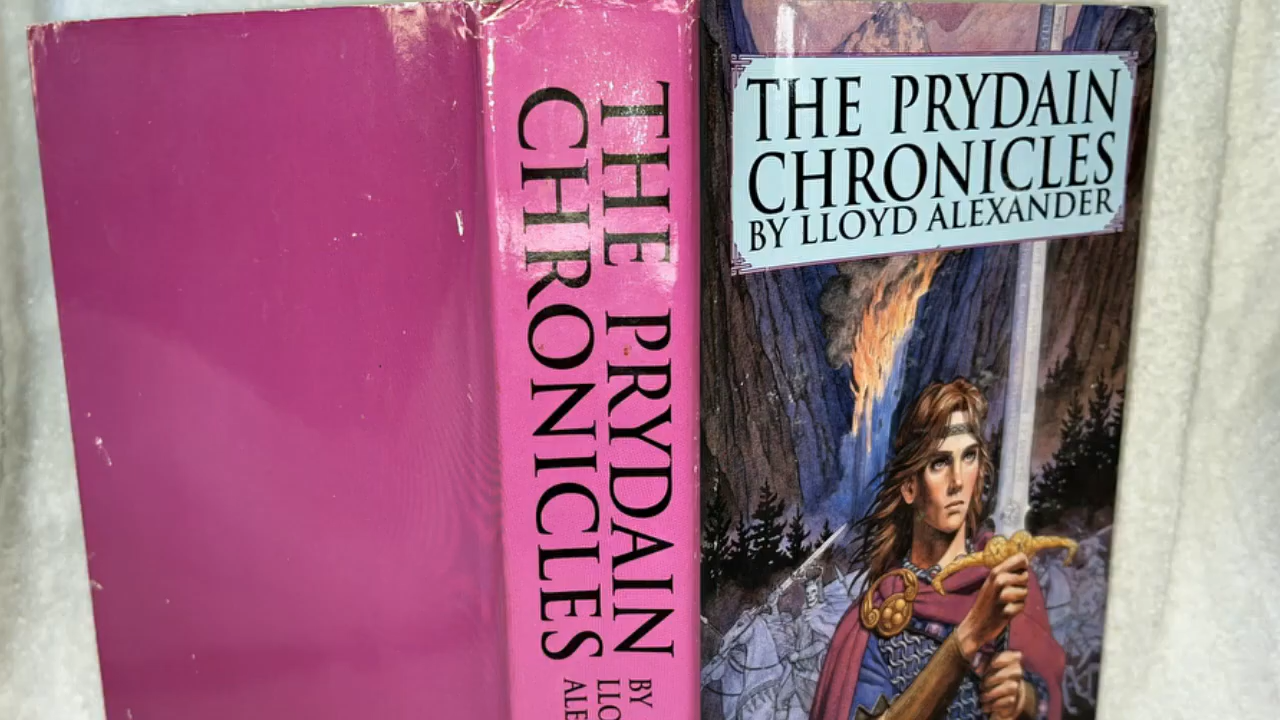 THE PRYDAIN
CHRONICLES
BY
THE PRYDAIN
CHRONICLES
BY LLOYD ALEXANDER